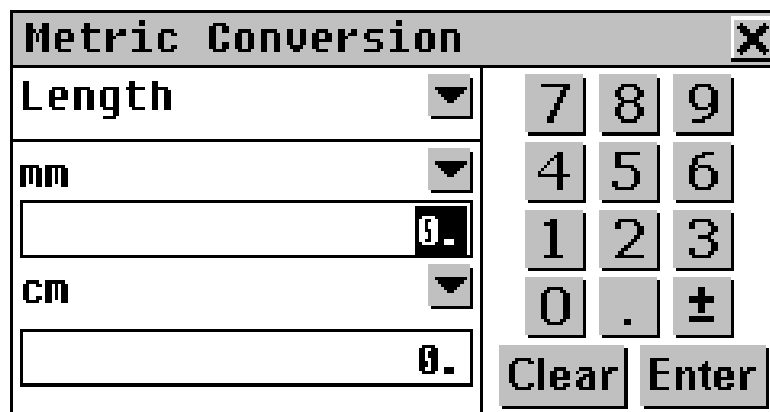 Metric Conversion
Length
mm
0.
cm
0.
7 8 9
4 5 6
1 2 3
0 . ±
Clear Enter